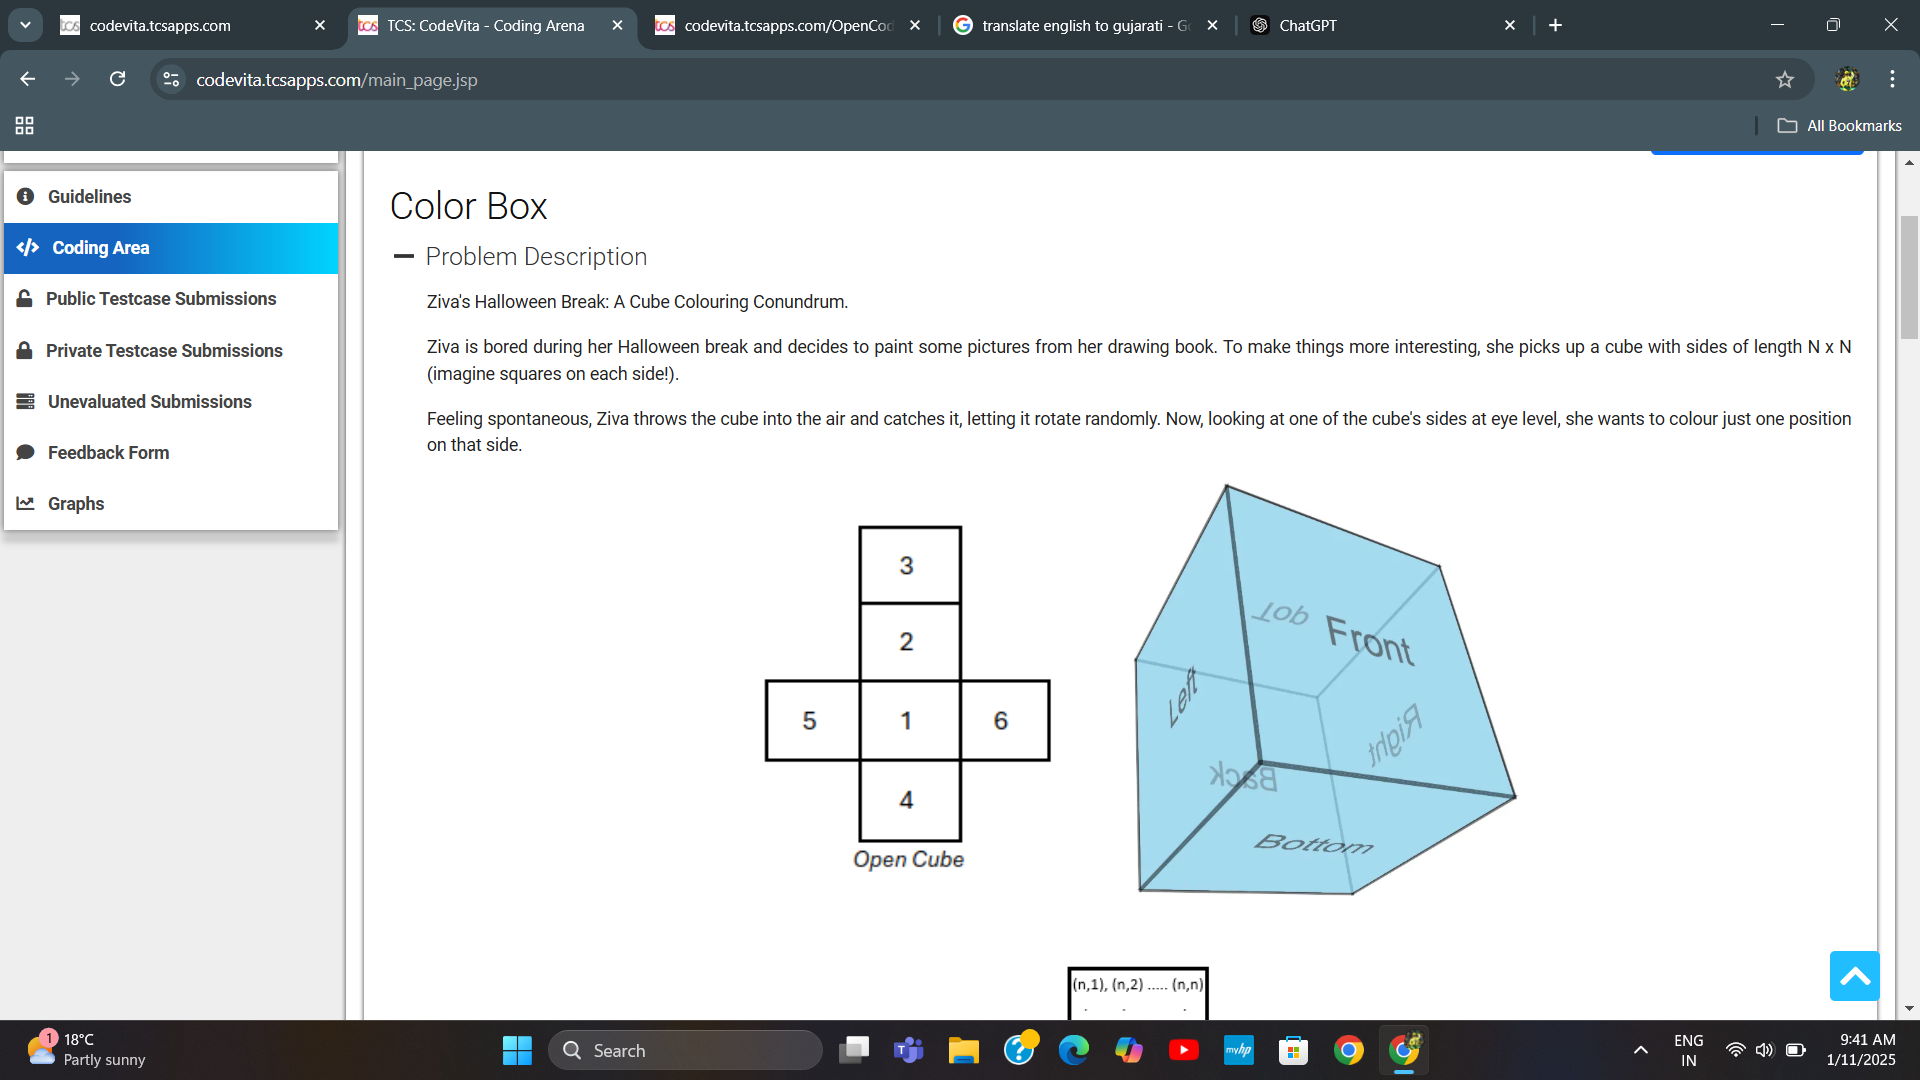 codevita.tcsapps.com
TCS: CodeVita - Coding Arena
codevita.tcsapps.com/OpenCod
translate english to gujarati - G
ChatGPT
codevita.tcsapps.com/main_page.jsp
All Bookmarks
Guidelines
Coding Area
Public Testcase Submissions
Private Testcase Submissions
Unevaluated Submissions
Feedback Form
Graphs
Color Box
Problem Description
Ziva's Halloween Break: A Cube Colouring Conundrum.
Ziva is bored during her Halloween break and decides to paint some pictures from her drawing book. To make things more interesting, she picks up a cube with sides of length N x N
(imagine squares on each side!).
Feeling spontaneous, Ziva throws the cube into the air and catches it, letting it rotate randomly. Now, looking at one of the cube's sides at eye level, she wants to colour just one position
on that side.
3
2
5 1 6
4
Open Cube
Top Front
Left
Right
Back
Bottom
(n,1), (n,2) ..... (n,n)
1
18°C
Partly sunny
Search
myhp
ENG
IN
9:41 AM
1/11/2025